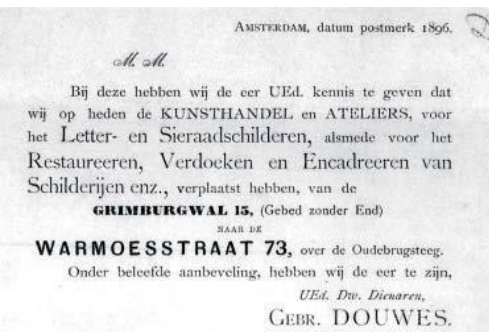 AMSTERDAM, datum postmerk 1896.
M. M.
Bij deze hebben wij de eer UEd. kennis te geven dat
wij op heden de KUNSTHANDEL en ATELIERS, voor
het Letter- en Sieraadschilderen, alsmede voor het
Restaureeren, Verdoeken en Encadreeren van
Schilderijen enz., verplaatst hebben, van de
GRIMBURGWAL 15, (Gebed zonder End)
NAAR DE
WARMOESSTRAAT 73, over de Oudebrugsteeg.
Onder beleefde aanbeveling, hebben wij de eer te zijn,
UEd. Dw. Dienaren,
GEBR. DOUWES.